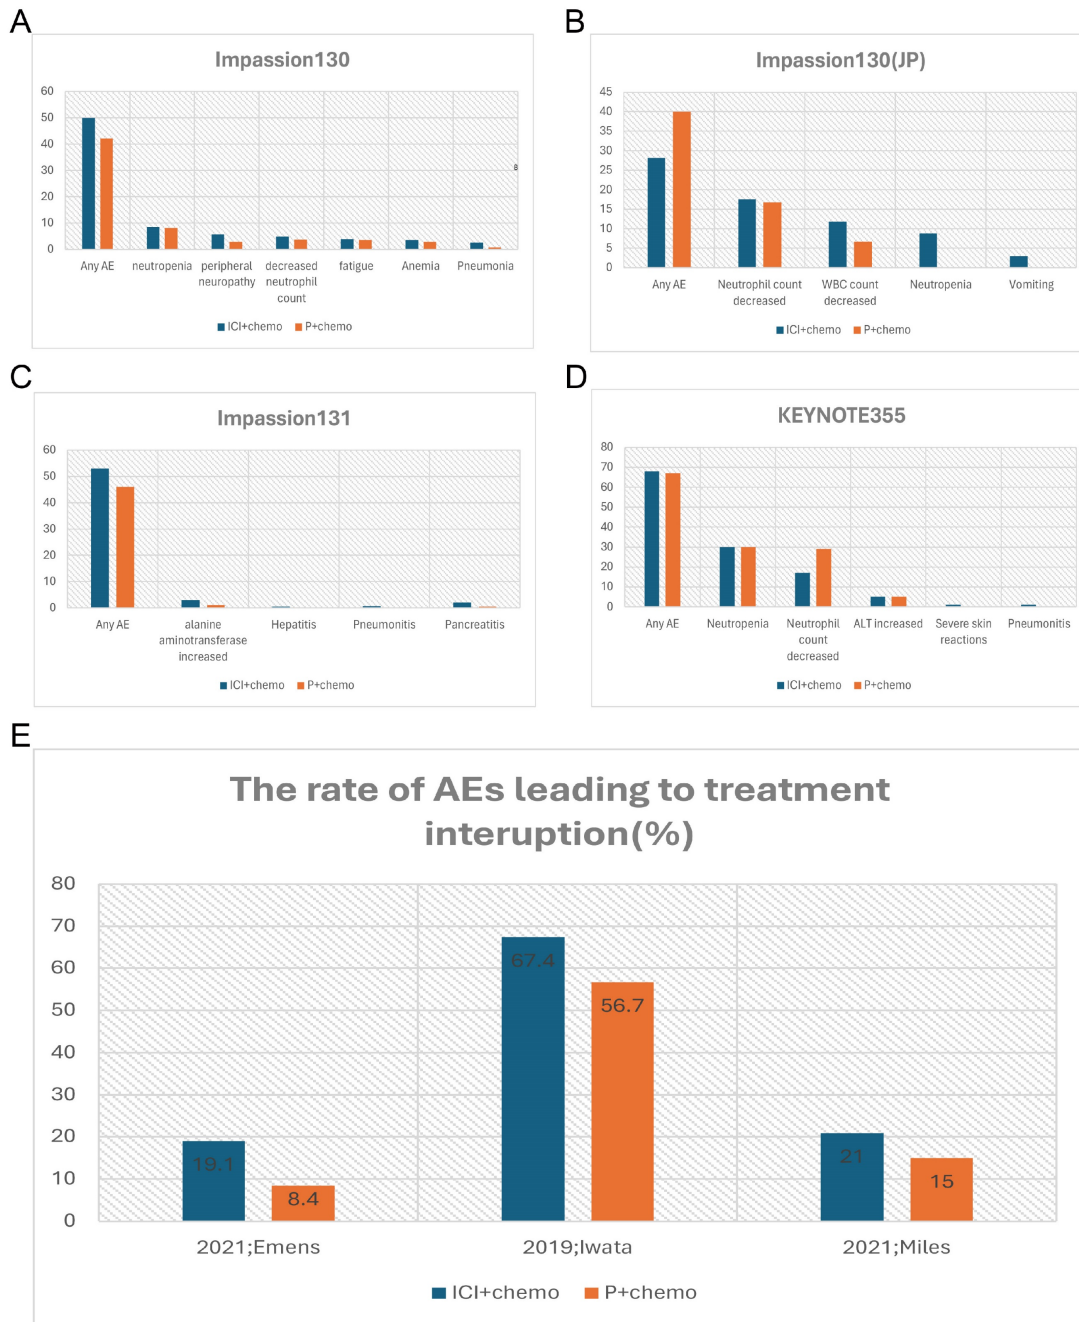 A
Impassion130
60
50
40
30
20
10
0
8
Any AE
neutropenia
peripheral
neuropathy
decreased
neutrophil
count
fatigue
Anemia
Pneumonia
ICI+chemo
P+chemo
B
Impassion130(JP)
45
40
35
30
25
20
15
10
5
0
Any AE
Neutrophil count
decreased
WBC count
decreased
Neutropenia
Vomiting
ICI+chemo
P+chemo
C
Impassion131
60
50
40
30
20
10
0
Any AE
alanine
aminotransferase
increased
Hepatitis
Pneumonitis
Pancreatitis
ICI+chemo
P+chemo
D
KEYNOTE355
80
70
60
50
40
30
20
10
0
Any AE
Neutropenia
Neutrophil
count
decreased
ALT increased
Severe skin
reactions
Pneumonitis
ICI+chemo
P+chemo
E
The rate of AEs leading to treatment
interuption(%)
80
70
60
50
40
30
20
10
0
19.1
8.4
67.4
56.7
21
15
2021;Emens
2019;Iwata
2021;Miles
ICI+chemo
P+chemo